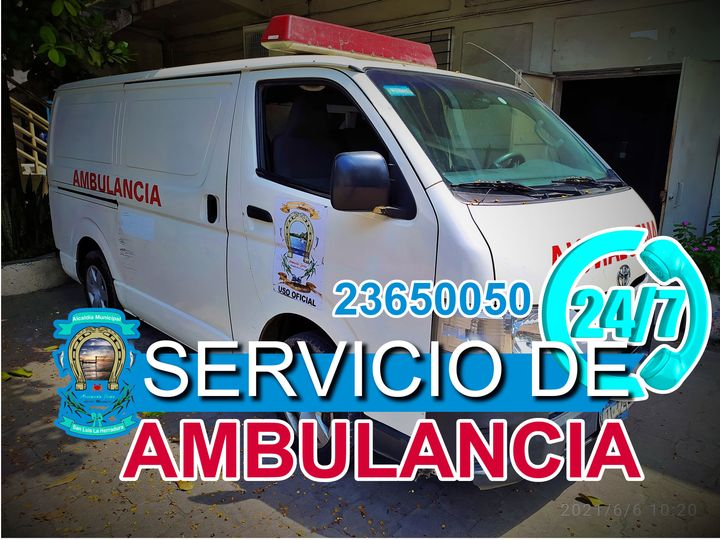 AMBULANCIA
USO OFICIAL
23650050
24/7
Alcaldía Municipal
San Luis La Herradura
SERVICIO DE
AMBULANCIA
2021/6/6 10:20